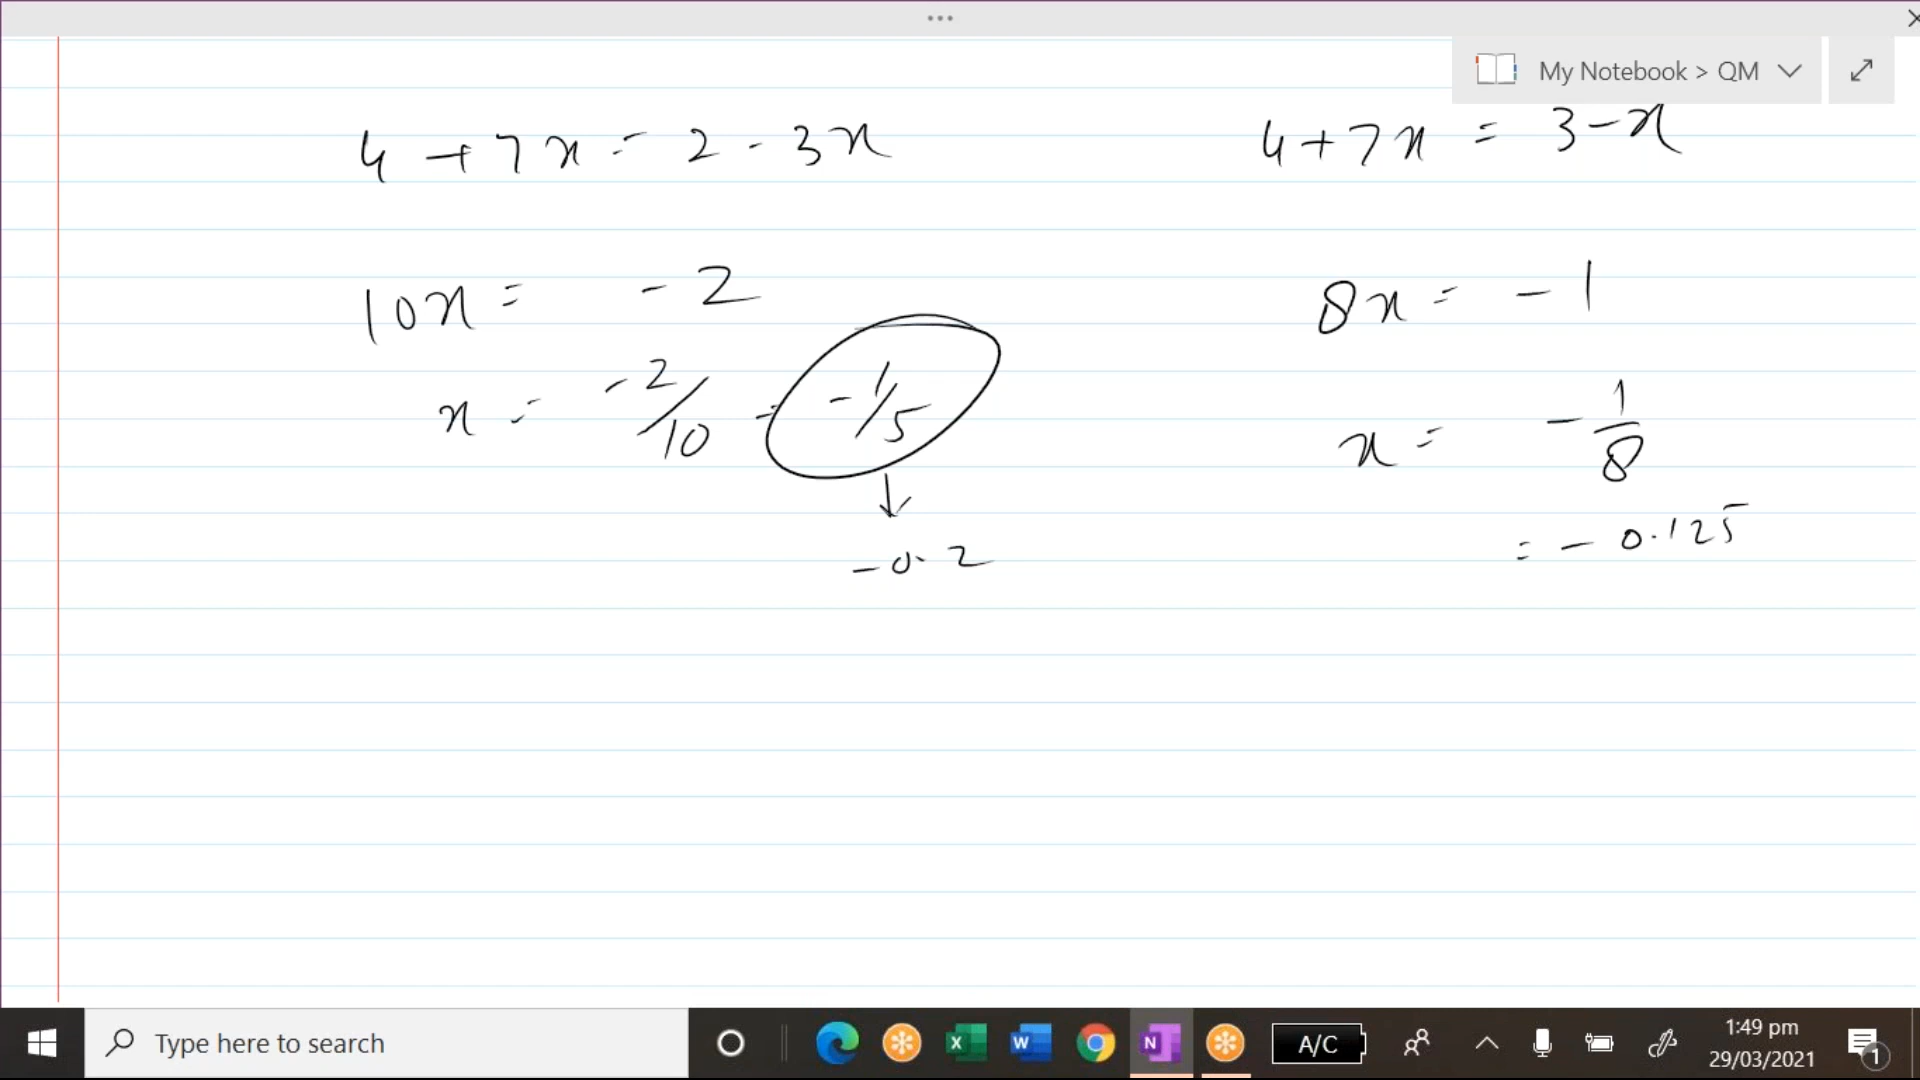 ...
My Notebook > QM
4 + 7x = 2 - 3x
10x = - 2
x = -2/10 = -1/5
-0.2
4 + 7x = 3 - x
8x = - 1
x = - 1/8
= - 0.125
Type here to search
A/C
1:49 pm
29/03/2021
1